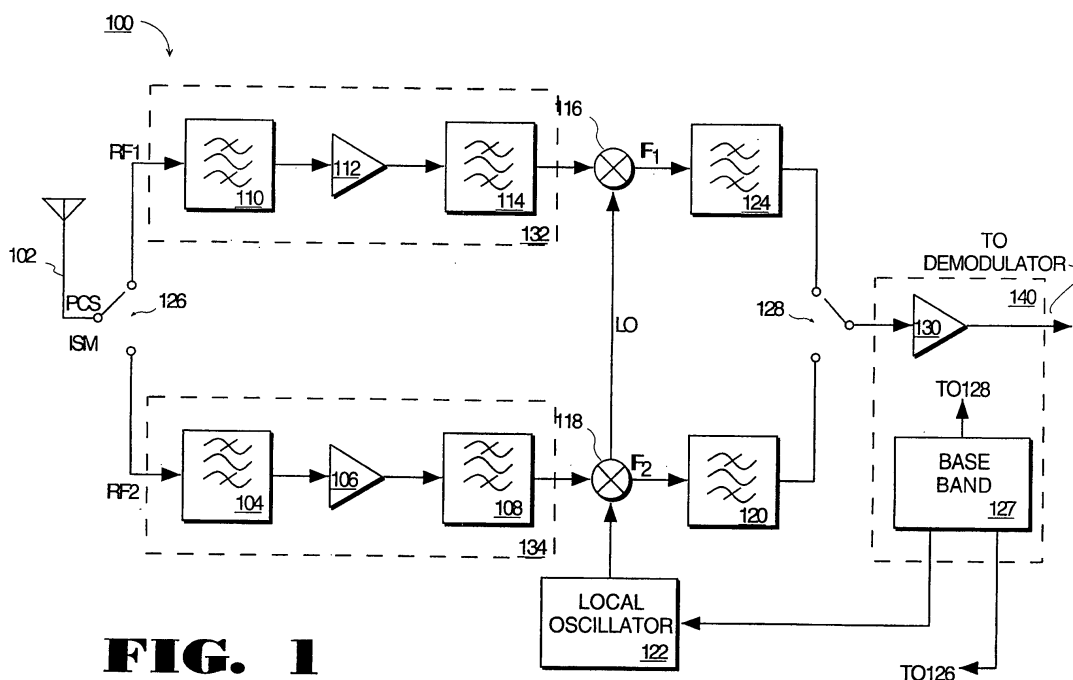 100
116
RF1
110
112
114
132
F1
124
102
PCS
126
ISM
LO
128
TO
DEMODULATOR
140
130
TO128
BASE
BAND
127
118
RF2
104
106
108
134
F2
120
LOCAL
OSCILLATOR
122
TO126
FIG. 1